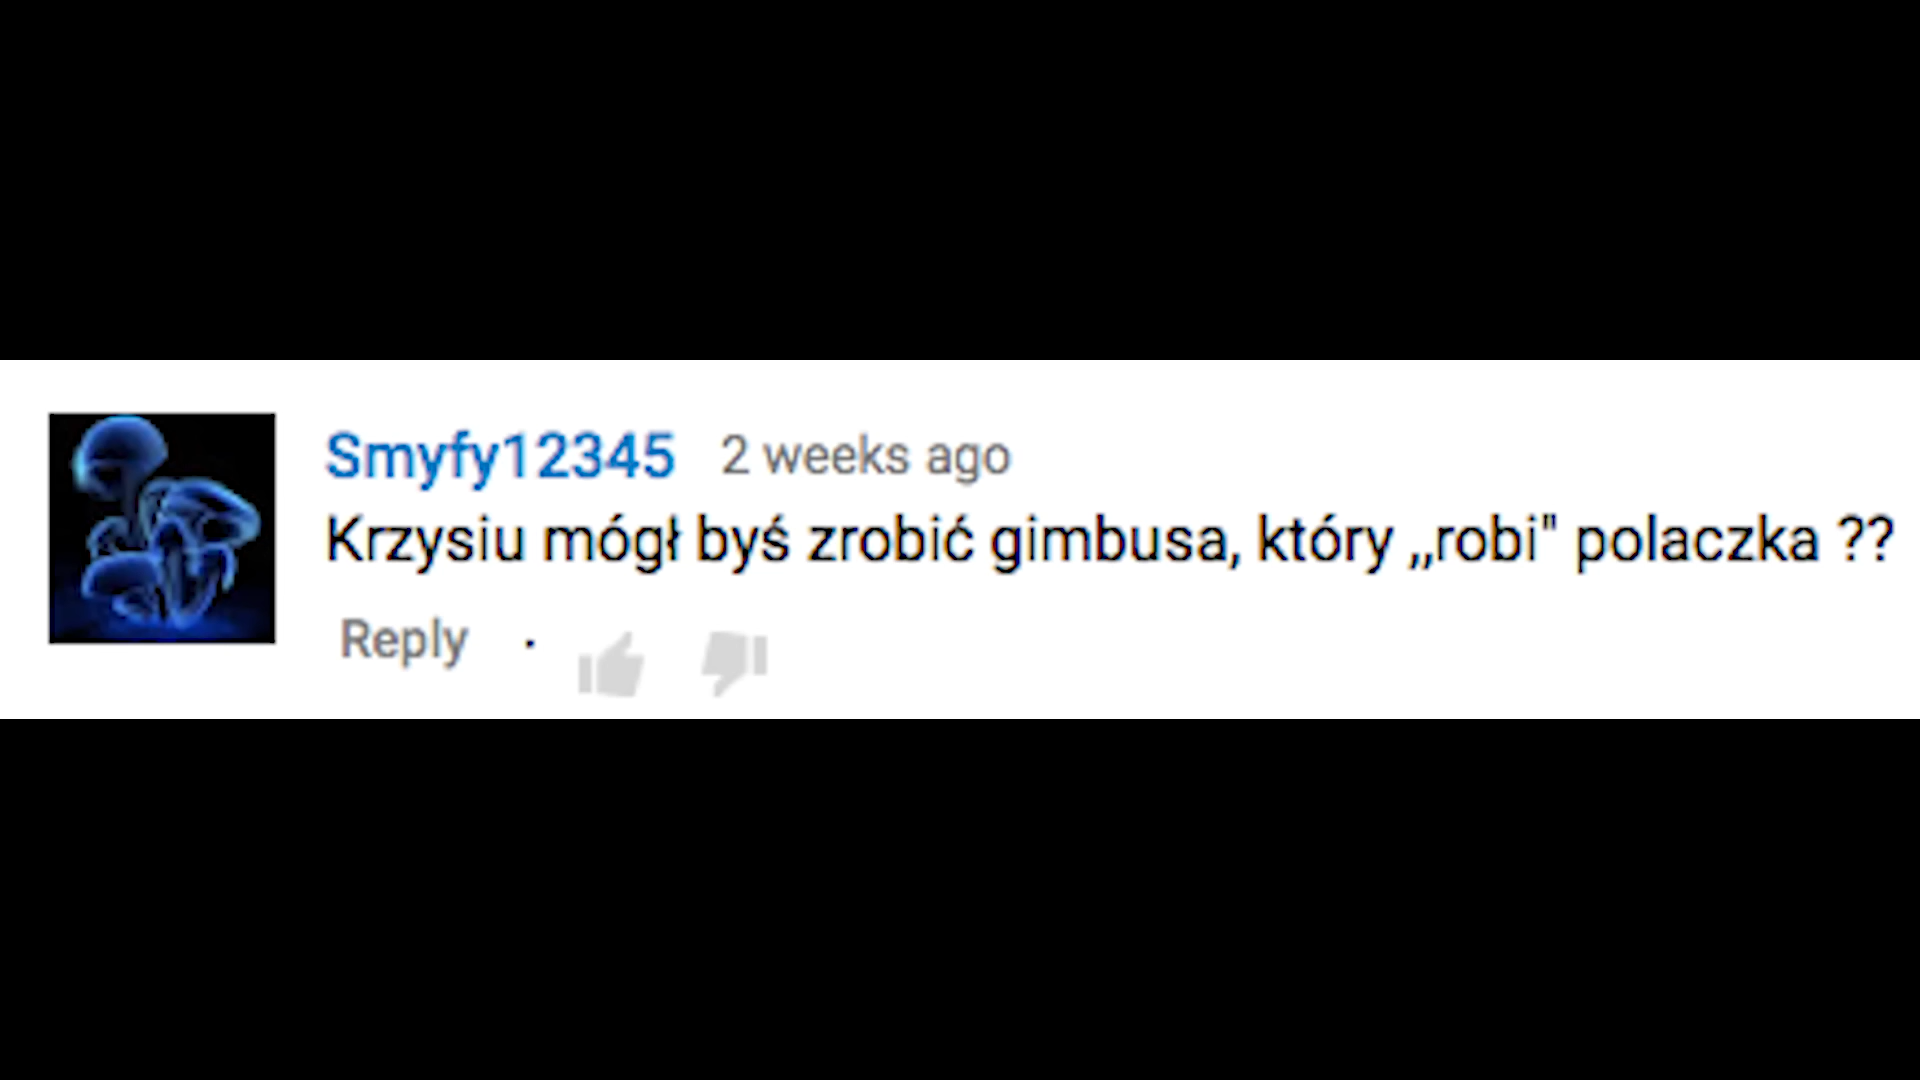 Smyfy12345 2 weeks ago
Krzysiu mógł byś zrobić gimbusa, który ,,robi" polaczka ??
Reply ·